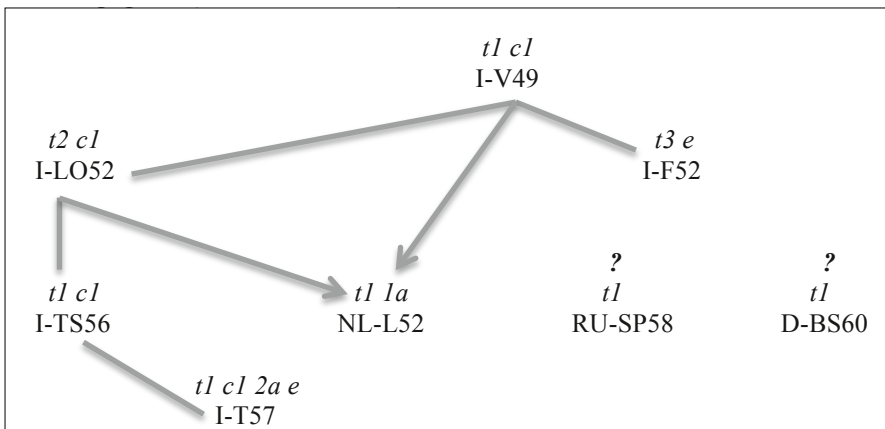 t1 c1
I-V49
t2 c1
I-LO52
t3 e
I-F52
t1 c1
I-TS56
t1 1a
NL-L52
?
t1
RU-SP58
?
t1
D-BS60
t1 c1 2a e
I-T57